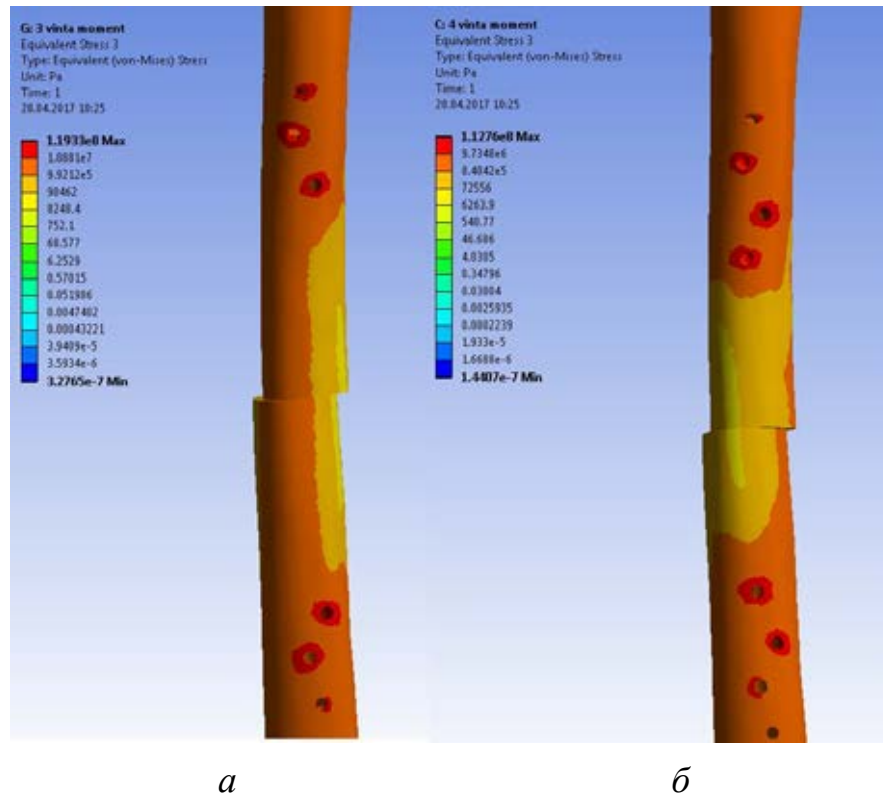 G: 3 vinta moment
Equivalent Stress 3
Type: Equivalent (von-Mises) Stress
Unit: Pa
Time: 1
20.04.2017 10:25
1.1933e8 Max
1.0881e7
9.9212e5
90462
8248.4
752.1
68.577
6.2529
0.57015
0.051986
0.0047402
0.00043221
3.9409e-5
3.5934e-6
3.2765e-7 Min
C: 4 vinta moment
Equivalent Stress 3
Type: Equivalent (von-Mises) Stress
Unit: Pa
Time: 1
20.04.2017 10:25
1.1276e8 Max
9.7348e6
8.4042e5
72556
6263.9
540.77
46.686
4.0305
0.34796
0.03004
0.0025935
0.0002239
1.933e-5
1.6688e-6
1.4407e-7 Min
а
б